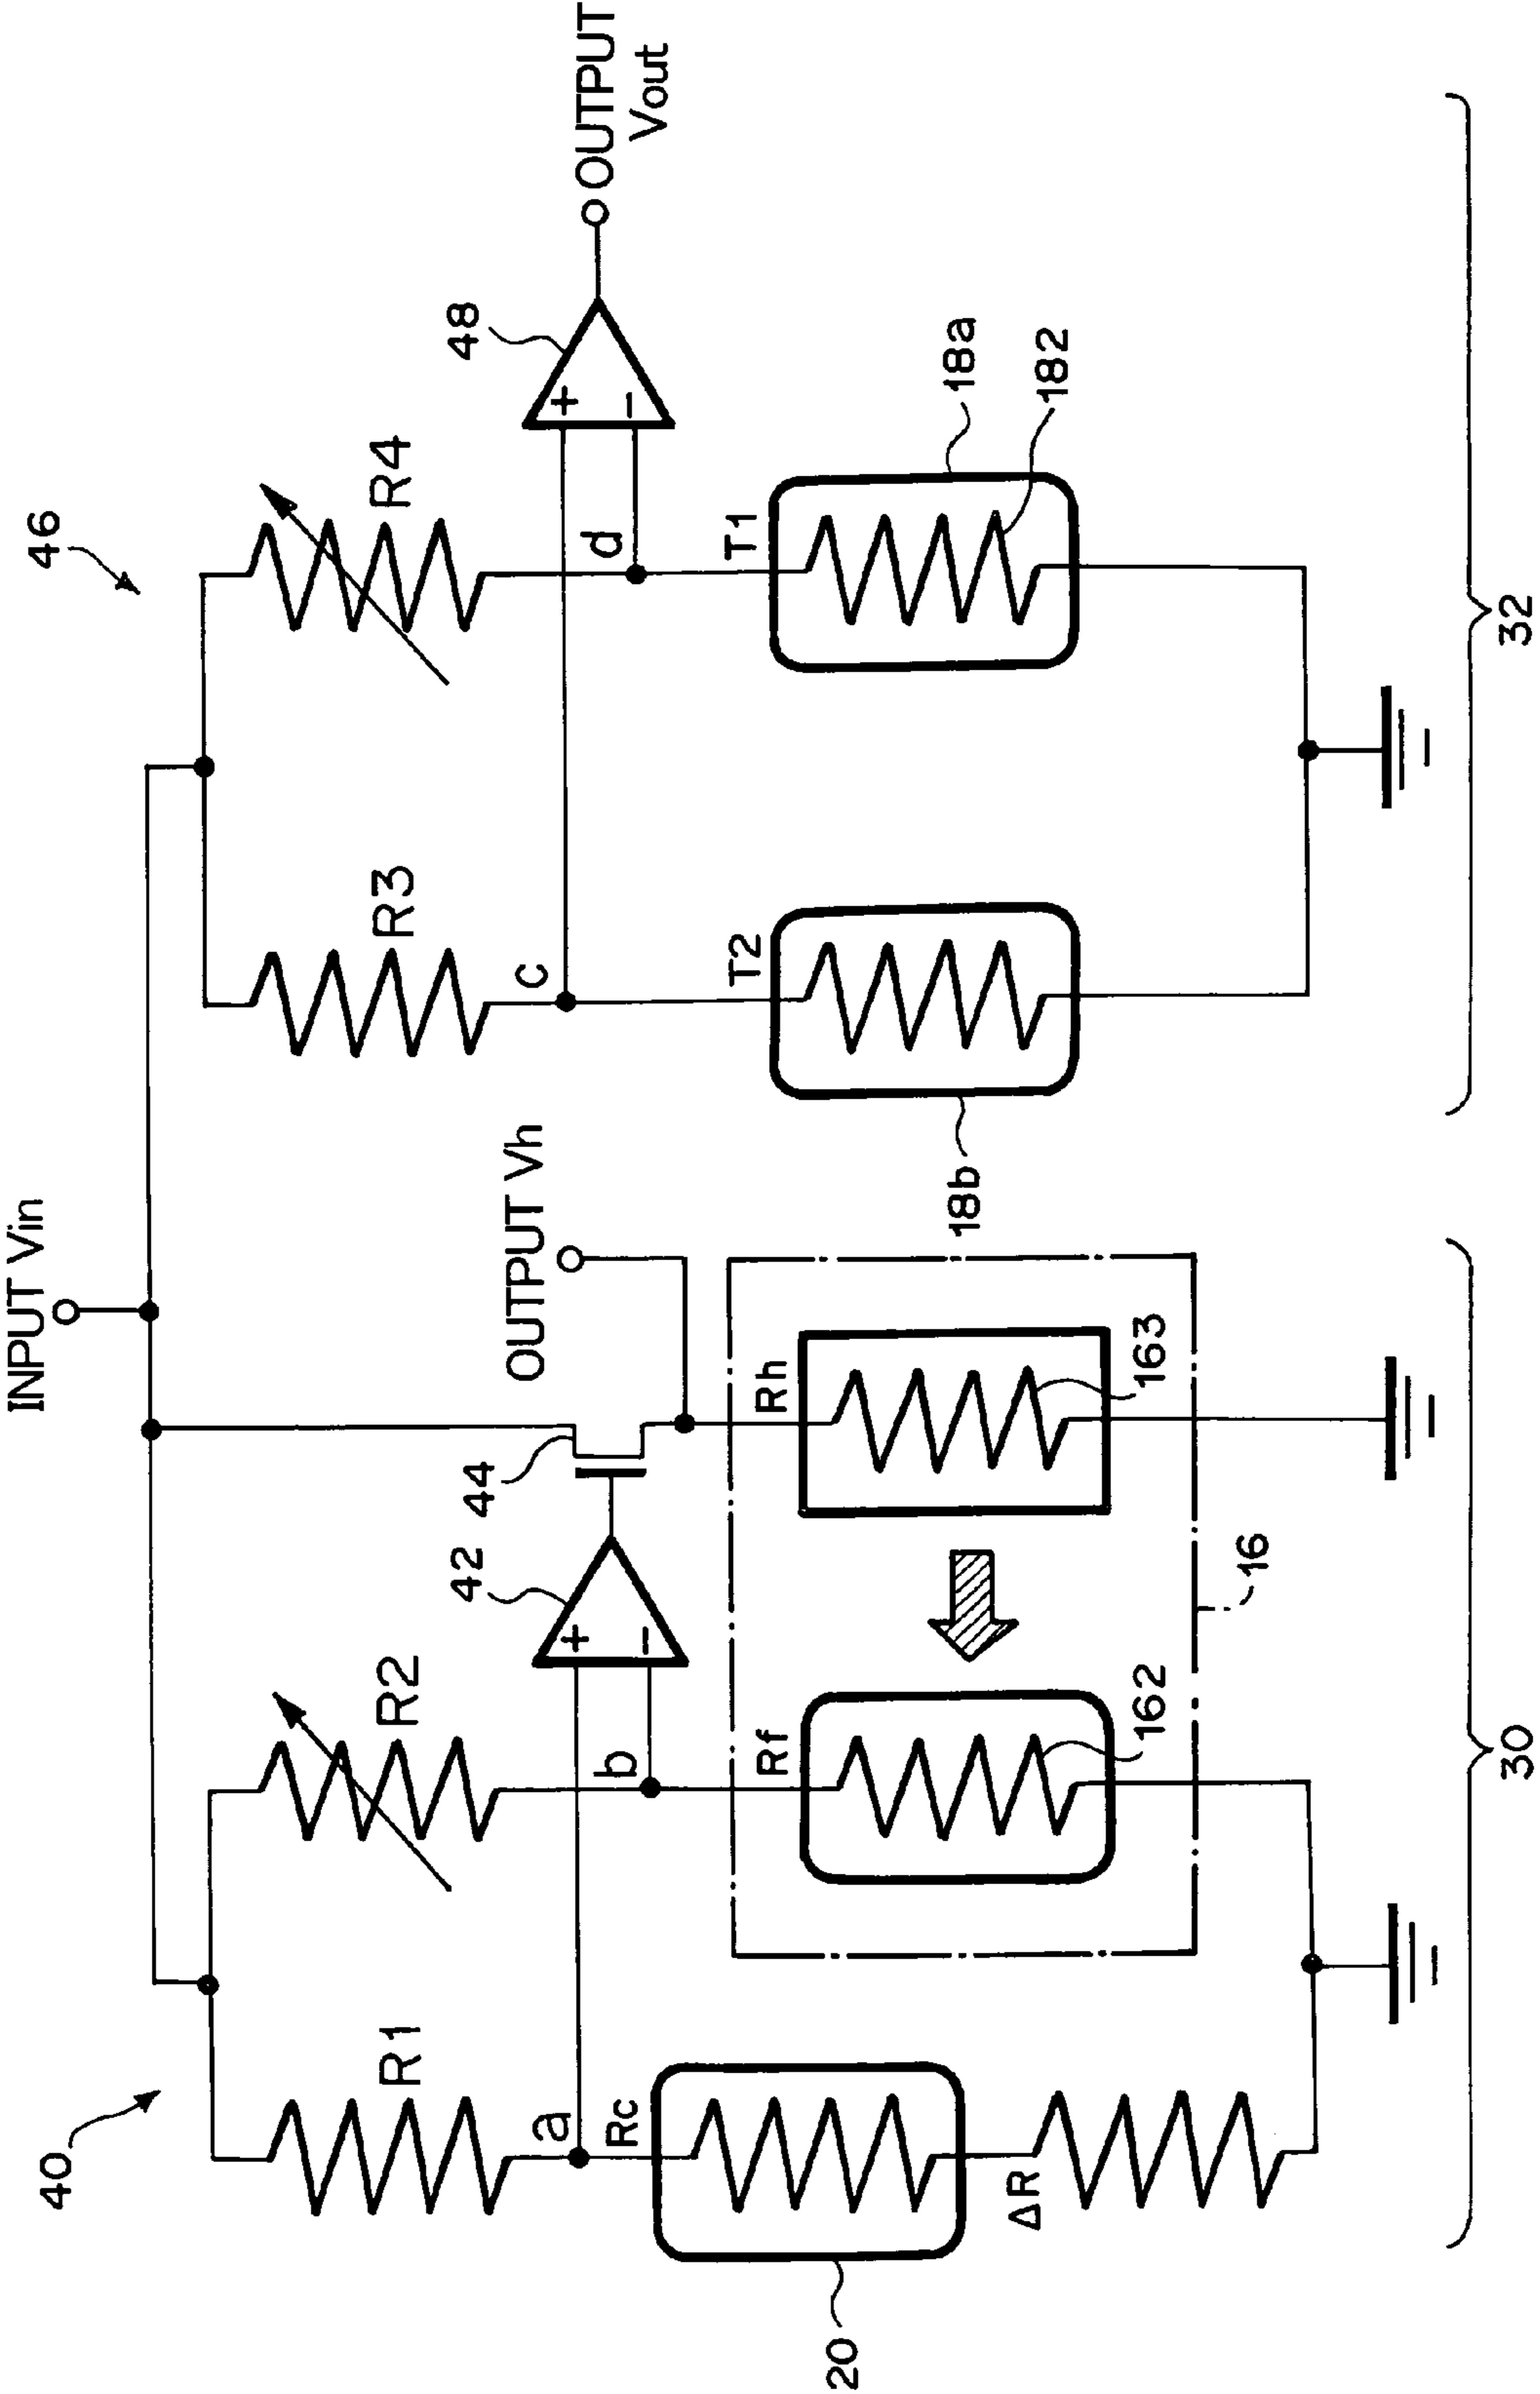 INPUT Vin
40
46
R1
R2
R3
R4
42
44
48
OUTPUT Vh
OUTPUT
Vout
a
b
c
d
+
−
+
−
Rc
Rf
Rh
T2
T1
20
162
163
18b
18a
182
ΔR
16
30
32